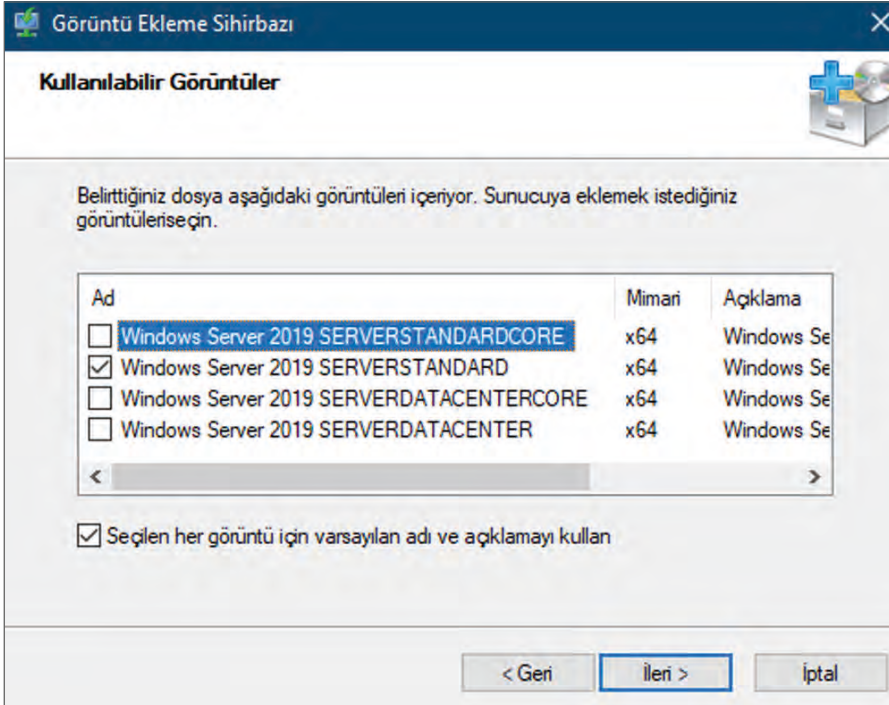 Görüntü Ekleme Sihirbazı
Kullanılabilir Görüntüler
Belirttiğiniz dosya aşağıdaki görüntüleri içeriyor. Sunucuya eklemek istediğiniz
görüntüleriseçin.
Ad Mimari Açıklama
Windows Server 2019 SERVERSTANDARDCORE x64 Windows Se
Windows Server 2019 SERVERSTANDARD x64 Windows Se
Windows Server 2019 SERVERDATACENTERCORE x64 Windows Se
Windows Server 2019 SERVERDATACENTER x64 Windows Se
Seçilen her görüntü için varsayılan adı ve açıklamayı kullan
< Geri İleri > İptal